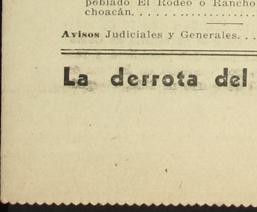 poblado El Rodeo o Rancho
choacán. . . . . . . . . . . . . . . .
Avisos Judiciales y Generales. . .
La derrota del